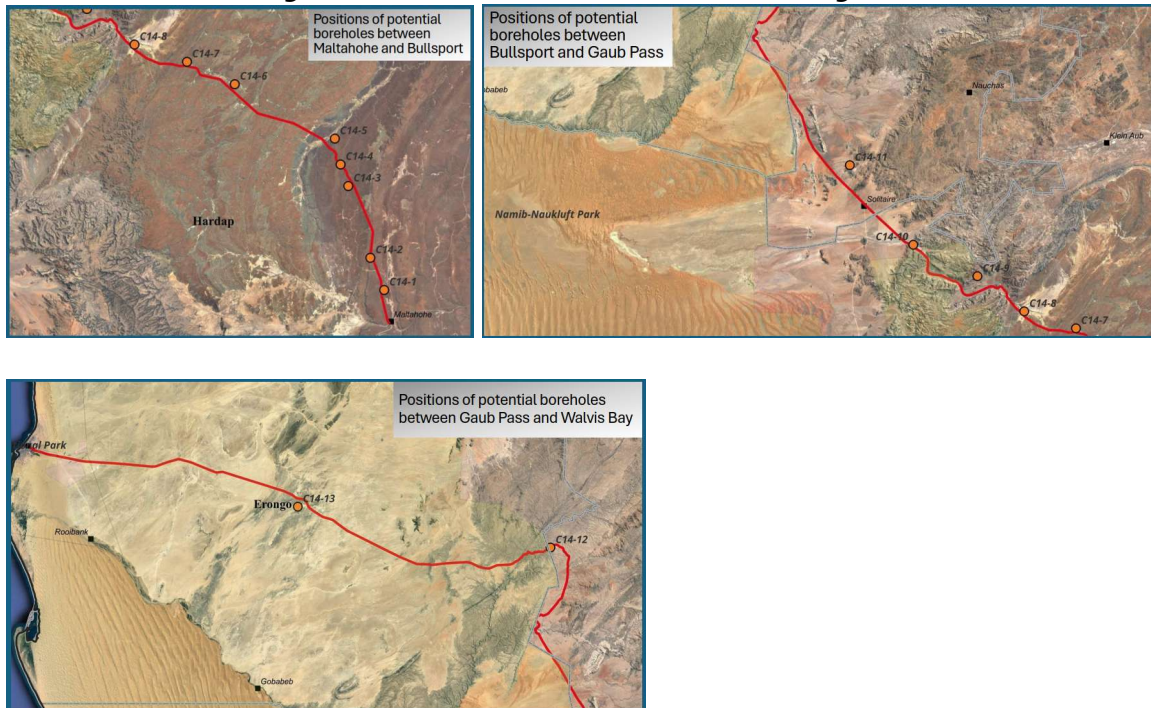 Positions of potential
boreholes between
Maltahohe and Bullsport
C14-8
C14-7
C14-6
C14-5
C14-4
C14-3
Hardap
C14-2
C14-1
Maltahohe
Positions of potential
boreholes between
Bullsport and Gaub Pass
Nauchas
Klein Aub
C14-11
Solitaire
Namib-Naukluft Park
C14-10
C14-9
C14-8
C14-7
Positions of potential boreholes
between Gaub Pass and Walvis Bay
Park
C14-13
Erongo
Rooibank
C14-12
Gobabeb